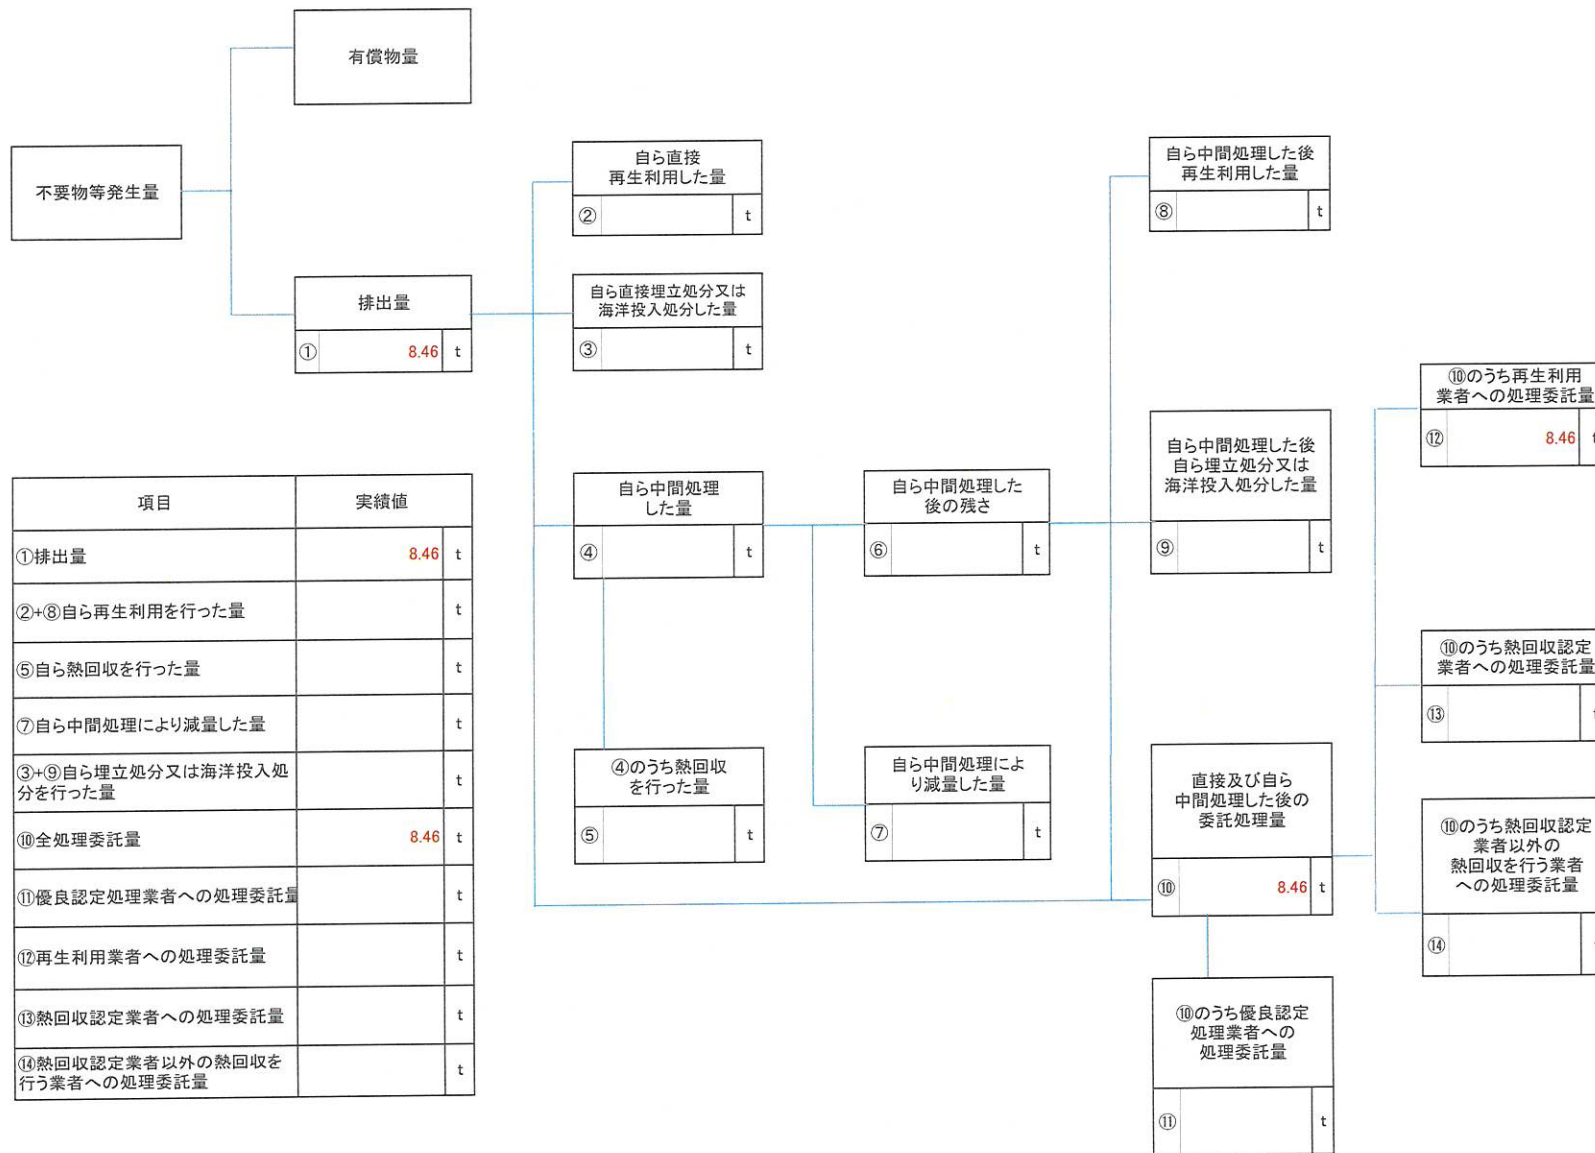 有償物量
不要物等発生量
排出量
① 8.46 t
自ら直接
再生利用した量
② t
自ら直接埋立処分又は
海洋投入処分した量
③ t
自ら中間処理
した量
④ t
④のうち熱回収
を行った量
⑤ t
自ら中間処理した
後の残さ
⑥ t
自ら中間処理によ
り減量した量
⑦ t
自ら中間処理した後
再生利用した量
⑧ t
自ら中間処理した後
自ら埋立処分又は
海洋投入処分した量
⑨ t
直接及び自ら
中間処理した後の
委託処理量
⑩ 8.46 t
⑩のうち優良認定
処理業者への
処理委託量
⑪ t
⑩のうち再生利用
業者への処理委託量
⑫ 8.46 t
⑩のうち熱回収認定
業者への処理委託量
⑬
⑩のうち熱回収認定
業者以外の
熱回収を行う業者
への処理委託量
⑭
項目 実績値
①排出量 8.46 t
②+⑧自ら再生利用を行った量 t
⑤自ら熱回収を行った量 t
⑦自ら中間処理により減量した量 t
③+⑨自ら埋立処分又は海洋投入処
分を行った量 t
⑩全処理委託量 8.46 t
⑪優良認定処理業者への処理委託量 t
⑫再生利用業者への処理委託量 t
⑬熱回収認定業者への処理委託量 t
⑭熱回収認定業者以外の熱回収を
行う業者への処理委託量 t